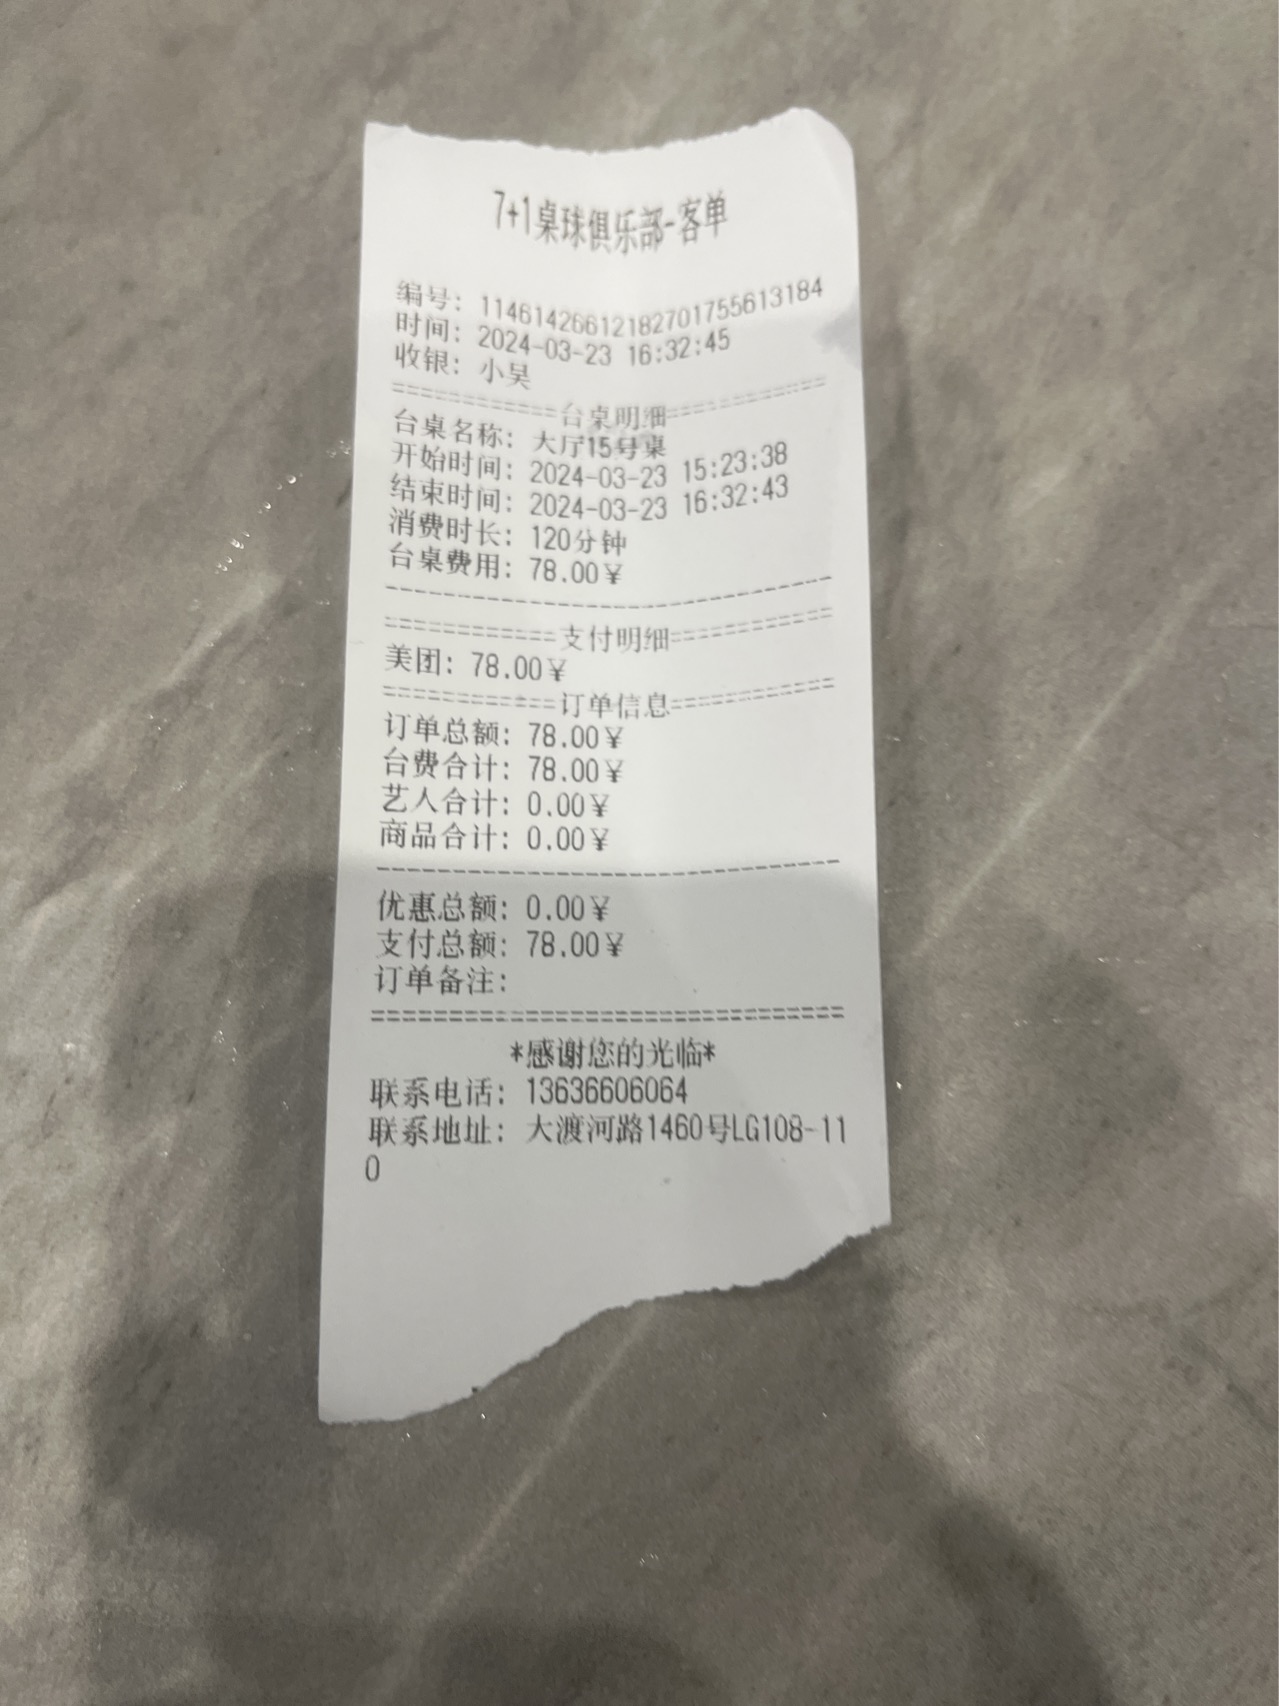 7+1桌球俱乐部-客单
编号: 1146142661218270175561318​4
时间: 2024-03-23 16:32:45
收银: 小昊
===========台桌明细===========
台桌名称: 大厅15号桌
开始时间: 2024-03-23 15:23:38
结束时间: 2024-03-23 16:32:43
消费时长: 120分钟
台桌费用: 78.00¥
--------------------------------
===========支付明细===========
美团: 78.00¥
===========订单信息===========
订单总额: 78.00¥
台费合计: 78.00¥
艺人合计: 0.00¥
商品合计: 0.00¥
--------------------------------
优惠总额: 0.00¥
支付总额: 78.00¥
订单备注:
================================
*感谢您的光临*
联系电话: 13636606064
联系地址: 大渡河路1460号LG108-11
0